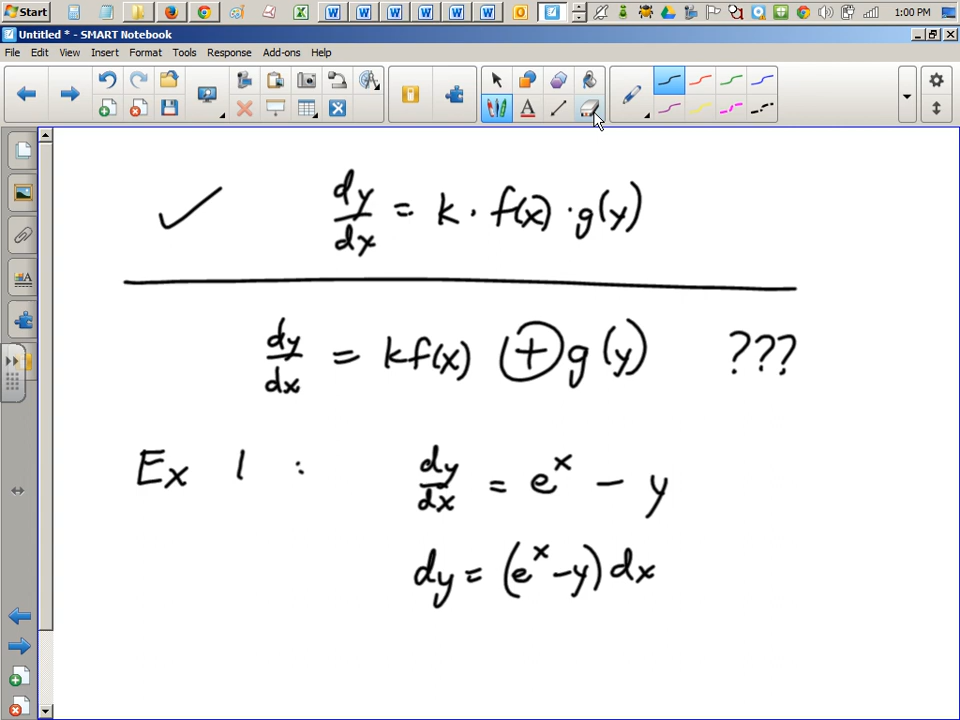 Start 1:00 PM
Untitled * - SMART Notebook
File Edit View Insert Format Tools Response Add-ons Help
✓ dy/dx = k · f(x) · g(y)
dy/dx = kf(x) (+) g(y) ???
Ex 1 : dy/dx = e^x - y
dy = (e^x - y) dx